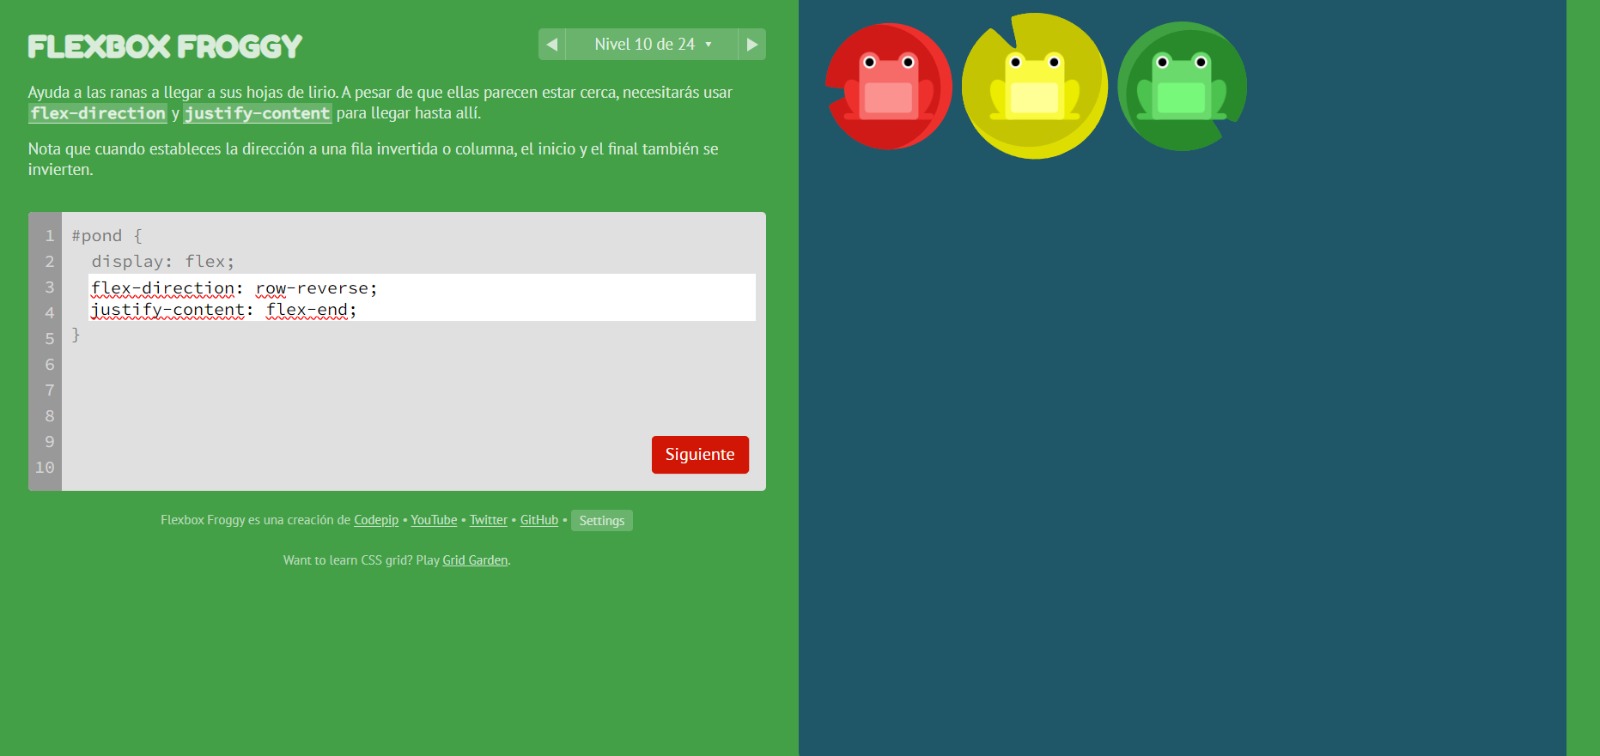 FLEXBOX FROGGY
Nivel 10 de 24
Ayuda a las ranas a llegar a sus hojas de lirio. A pesar de que ellas parecen estar cerca, necesitarás usar
flex-direction y justify-content para llegar hasta allí.
Nota que cuando estableces la dirección a una fila invertida o columna, el inicio y el final también se
invierten.
1 #pond {
2 display: flex;
3 flex-direction: row-reverse;
4 justify-content: flex-end;
5 }
6
7
8
9
10
Siguiente
Flexbox Froggy es una creación de Codepip • YouTube • Twitter • GitHub • Settings
Want to learn CSS grid? Play Grid Garden.